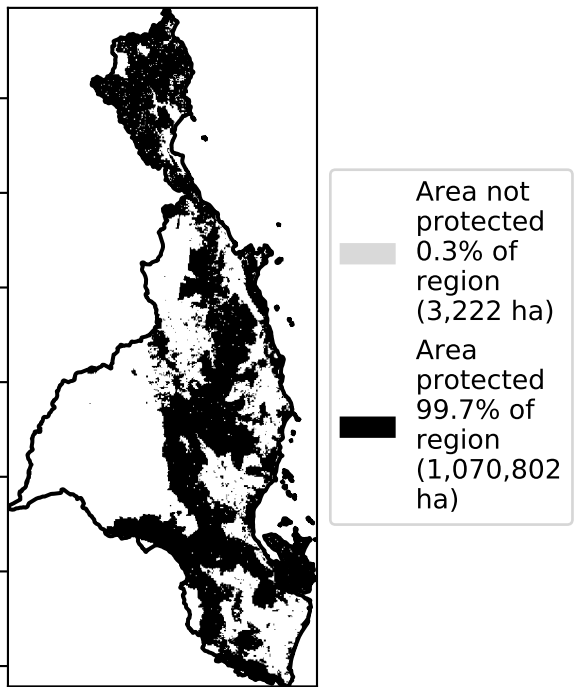 Area not
protected
0.3% of
region
(3,222 ha)
Area
protected
99.7% of
region
(1,070,802
ha)